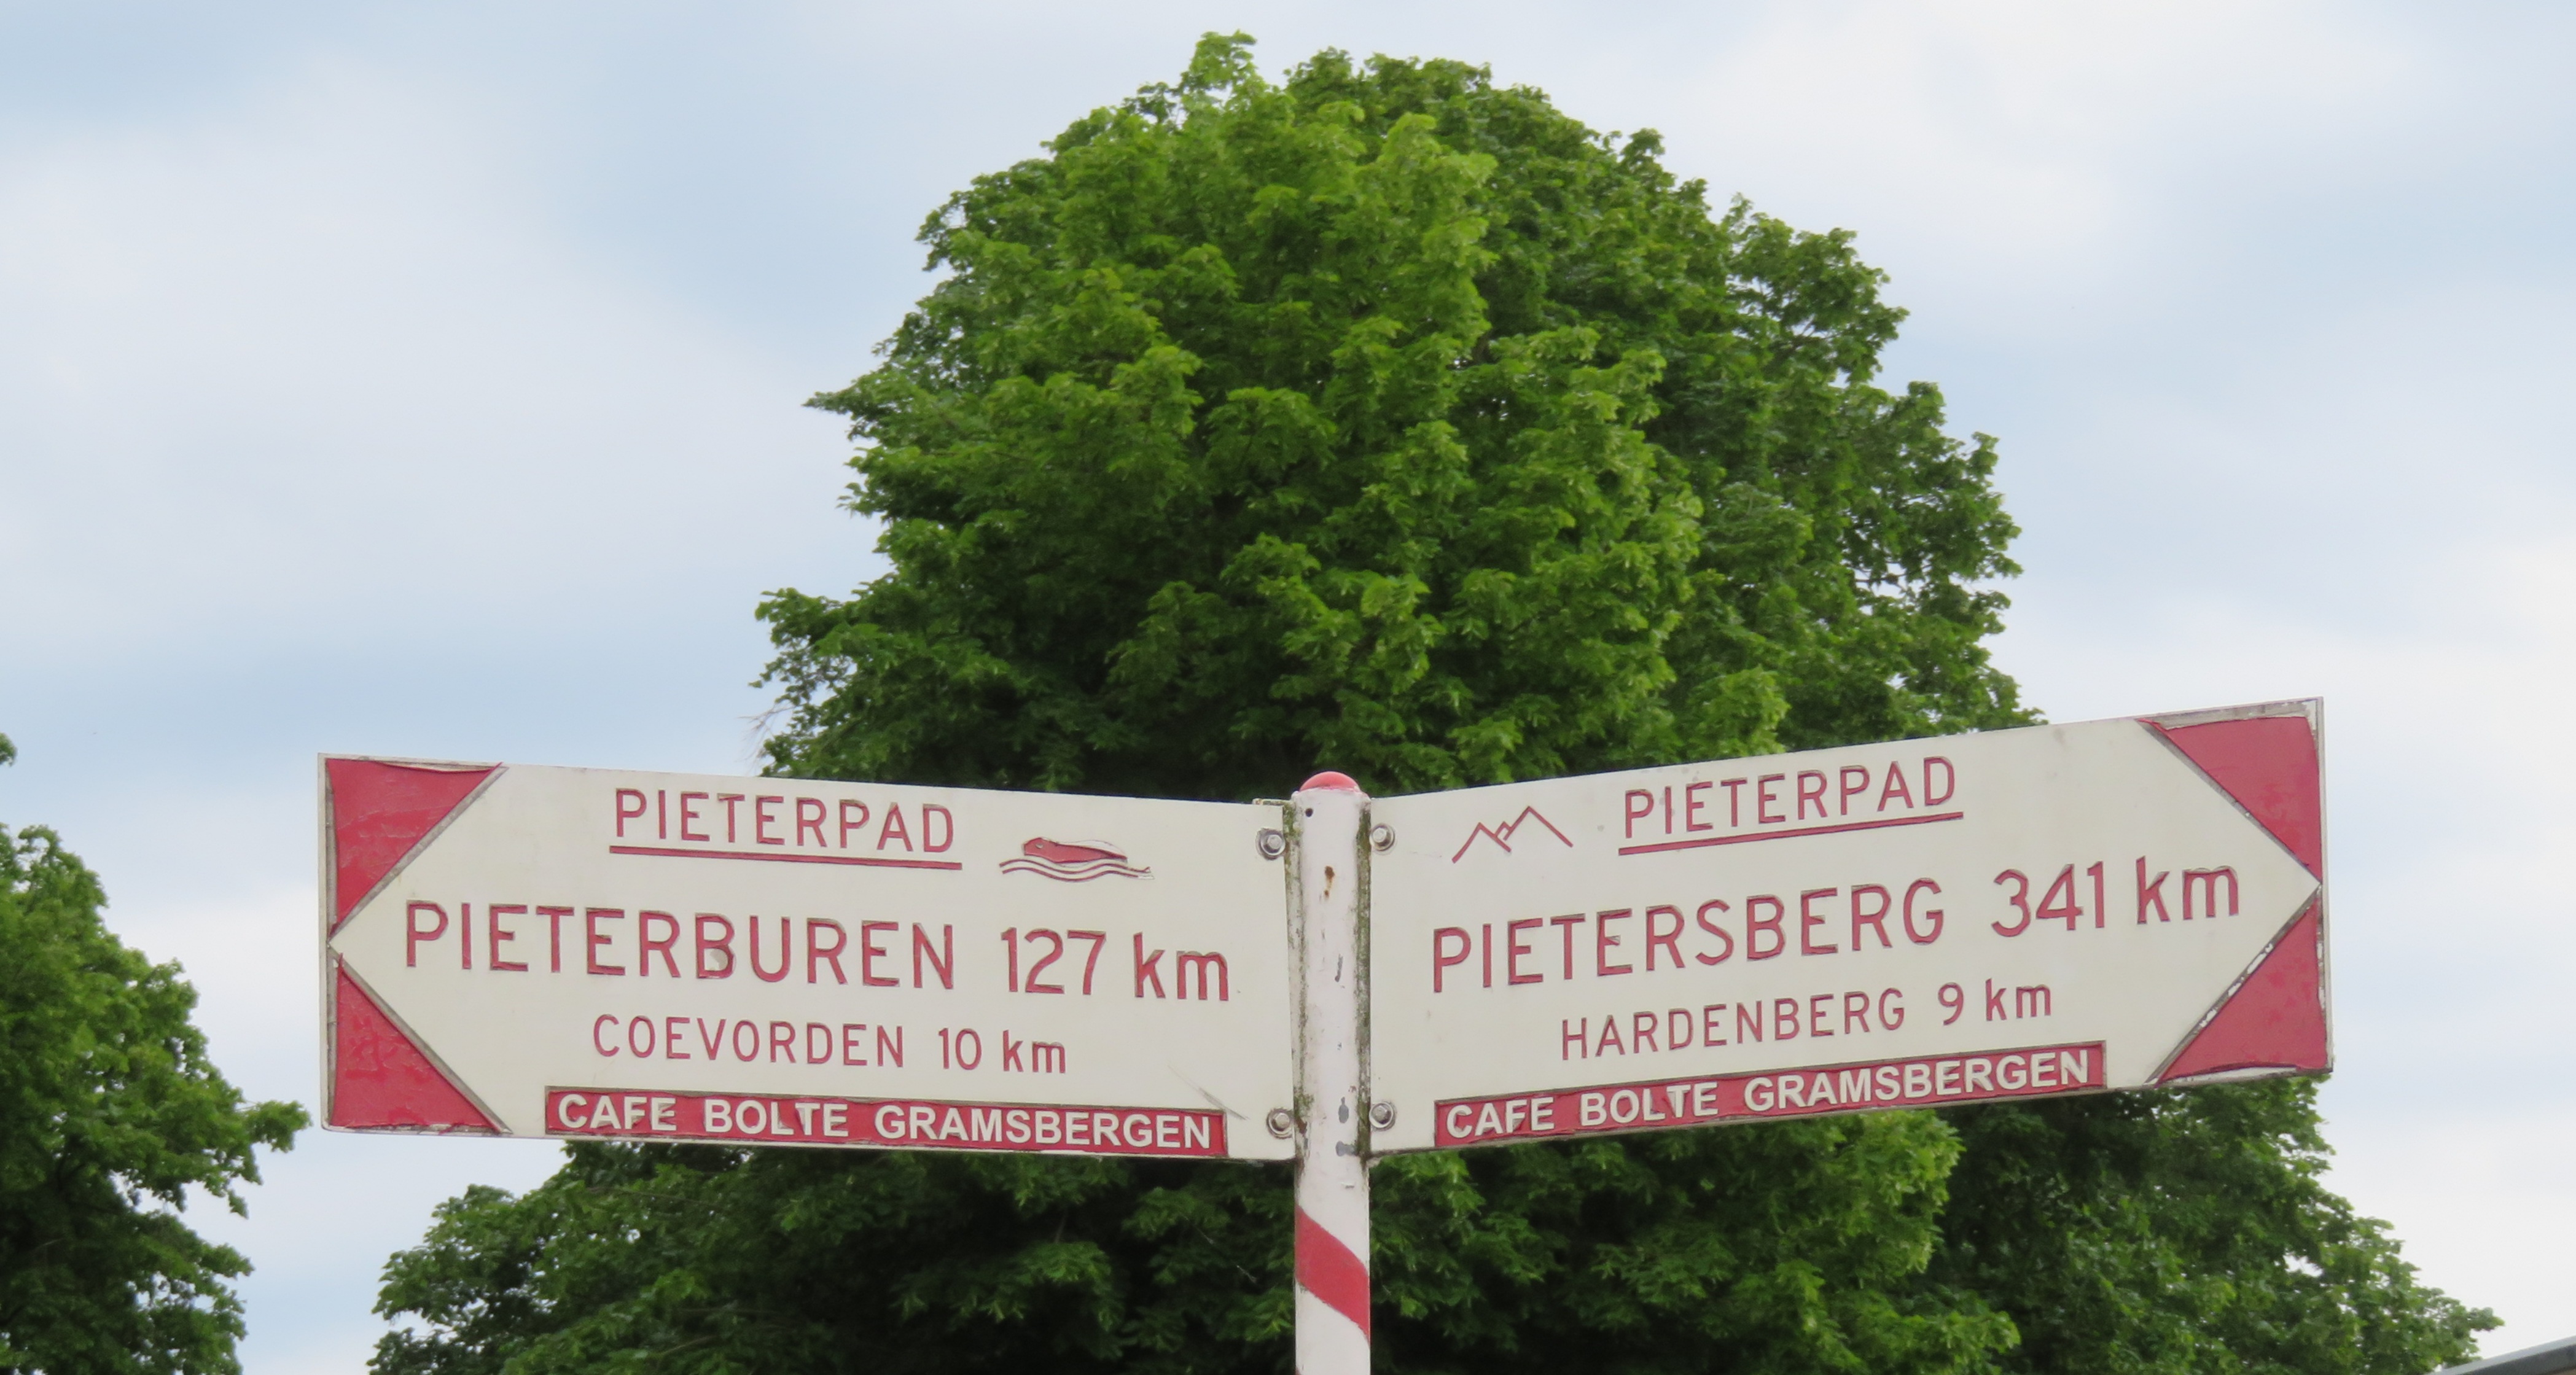 PIETERPAD
PIETERBUREN 127 km
COEVORDEN 10 km
CAFE BOLTE GRAMSBERGEN
PIETERPAD
PIETERSBERG 341 km
HARDENBERG 9 km
CAFE BOLTE GRAMSBERGEN